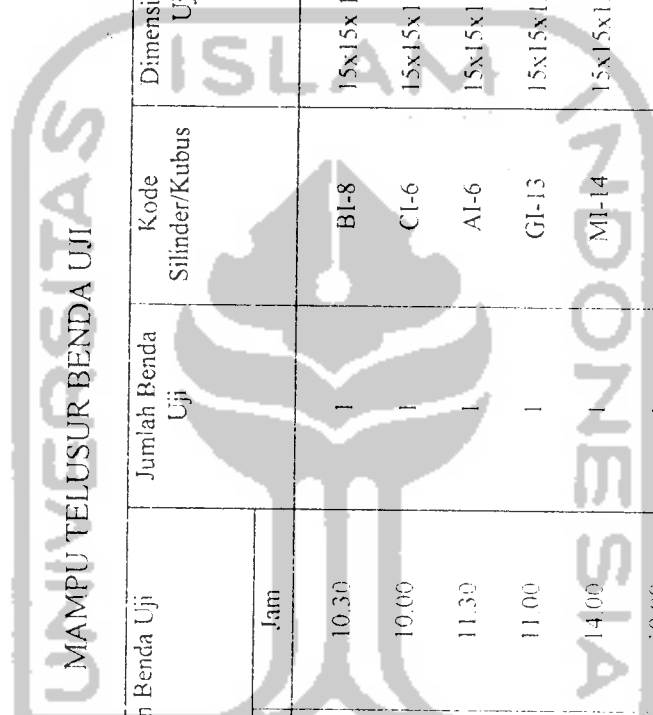 MAMPU TELUSUR BENDA UJI
n Benda Uji
Jam
Jumlah Benda
Uji
Kode
Silinder/Kubus
Dimensi
Uji
10.30 1 BI-8 15x15x1
10.00 1 CI-6 15x15x1
11.30 1 AI-6 15x15x1
11.00 1 GI-13 15x15x1
14.00 1 MI-14 15x15x1
UNIVERSITAS
ISLAM
INDONESIA